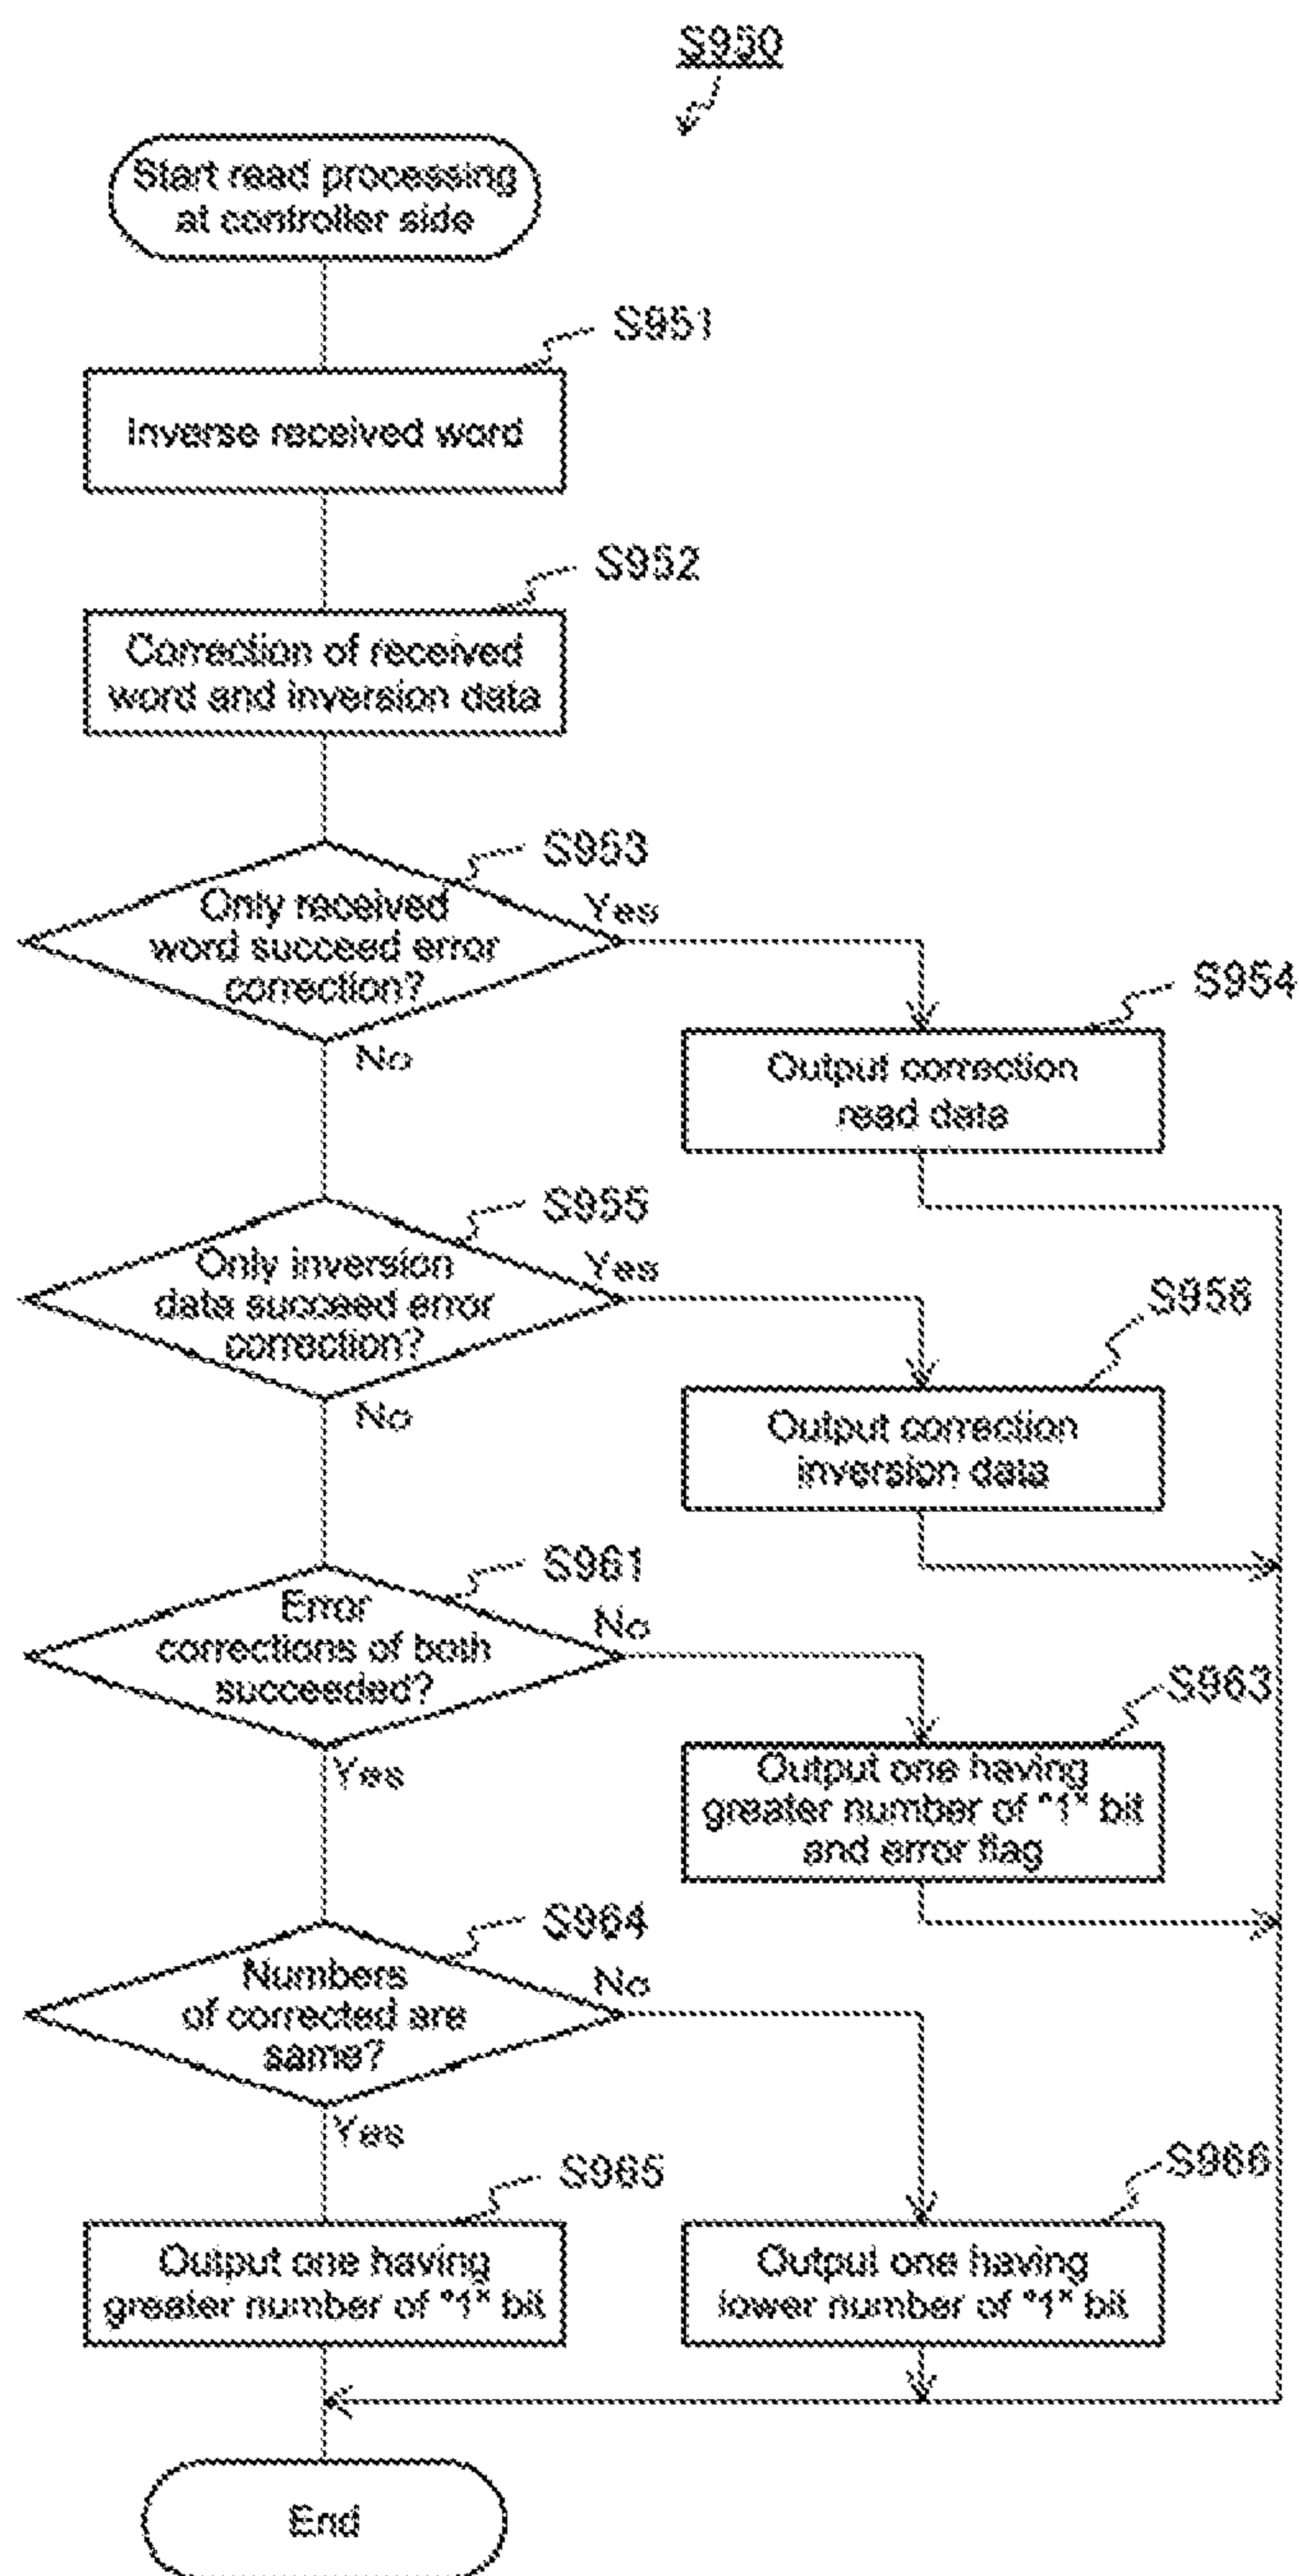 S950
Start read processing
at controller side
S951
Inverse received word
S952
Correction of received
word and inversion data
S953
Only received
word succeed error
correction?
Yes
No
S954
Output correction
read data
S955
Only inversion
data succeed error
correction?
Yes
No
S956
Output correction
inversion data
S961
Error
corrections of both
succeeded?
No
Yes
S963
Output one having
greater number of "1" bit
and error flag
S964
Numbers
of corrected are
same?
No
Yes
S965
Output one having
greater number of "1" bit
S966
Output one having
lower number of "1" bit
End